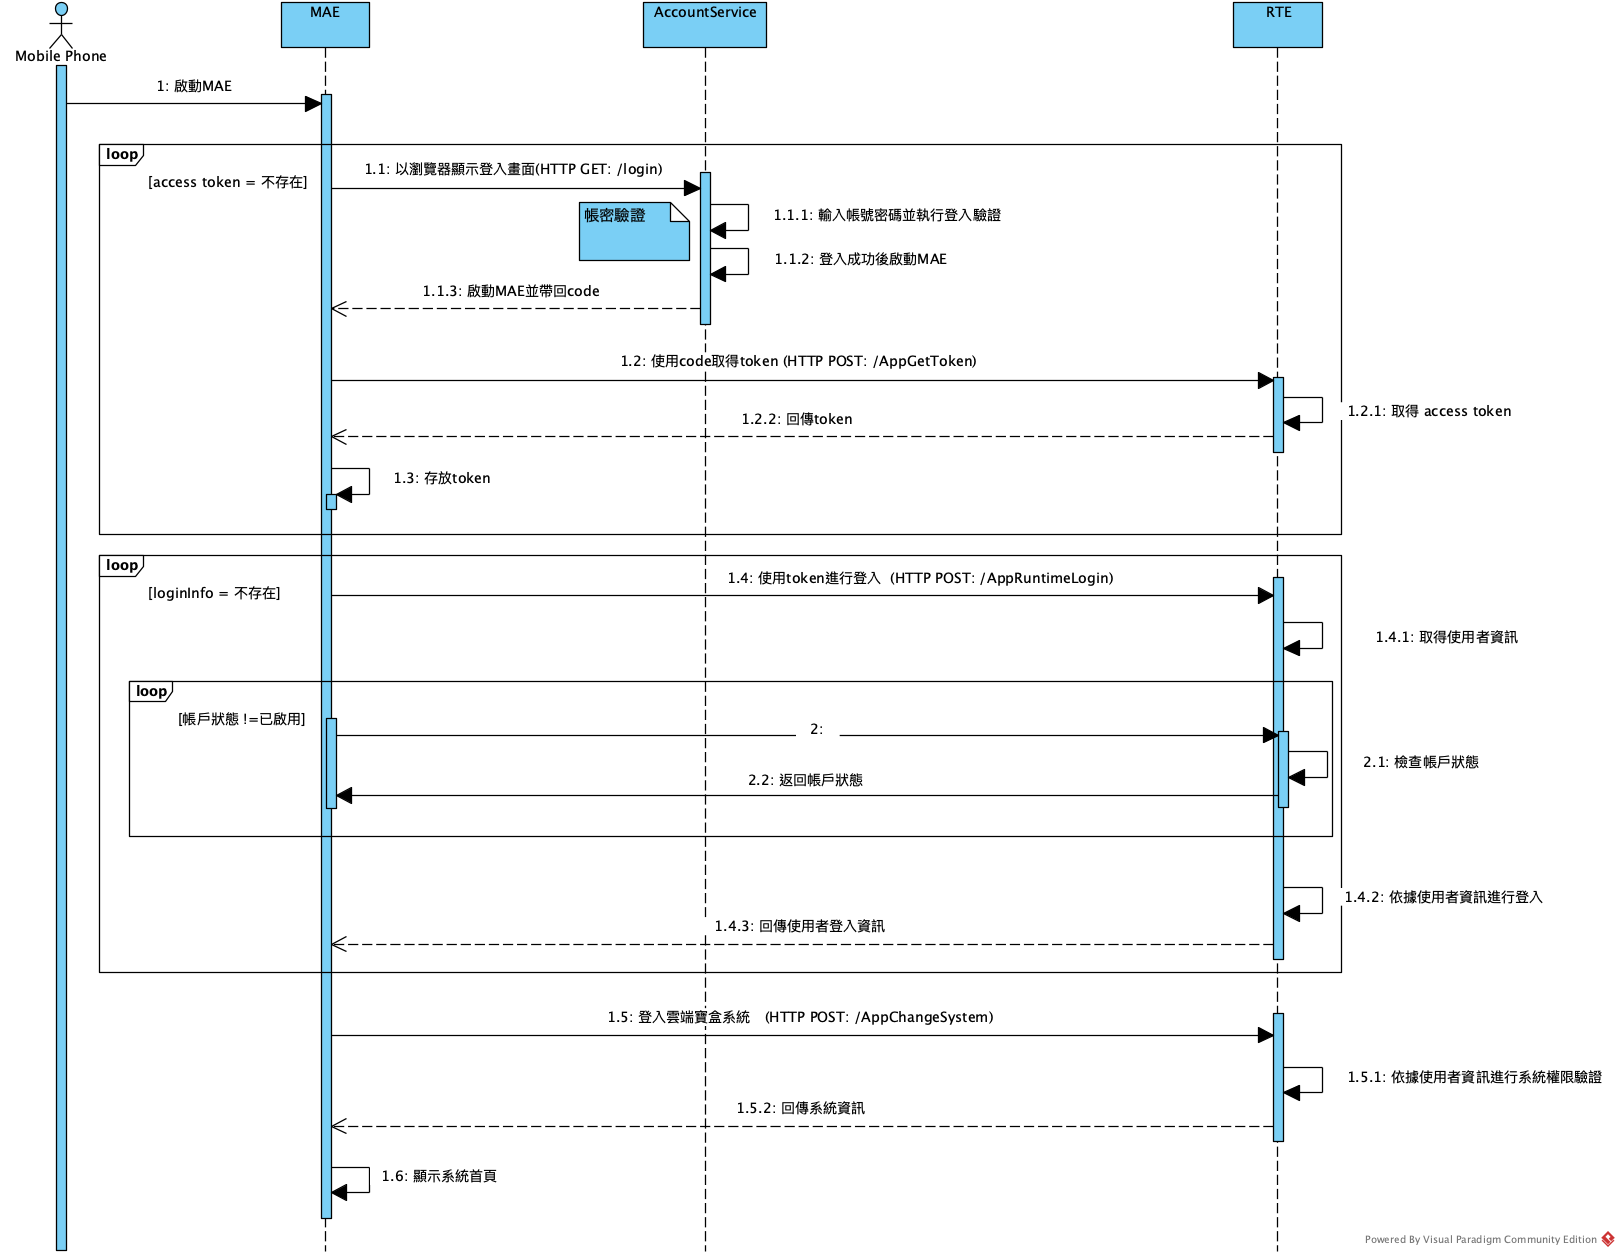 MAE
AccountService
RTE
Mobile Phone
1: 啟動MAE
loop
[access token = 不存在]
1.1: 以瀏覽器顯示登入畫面(HTTP GET: /login)
帳密驗證
1.1.1: 輸入帳號密碼並執行登入驗證
1.1.2: 登入成功後啟動MAE
1.1.3: 啟動MAE並帶回code
1.2: 使用code取得token (HTTP POST: /AppGetToken)
1.2.1: 取得 access token
1.2.2: 回傳token
1.3: 存放token
loop
[loginInfo = 不存在]
1.4: 使用token進行登入 (HTTP POST: /AppRuntimeLogin)
1.4.1: 取得使用者資訊
loop
[帳戶狀態 !=已啟用]
2:
2.1: 檢查帳戶狀態
2.2: 返回帳戶狀態
1.4.2: 依據使用者資訊進行登入
1.4.3: 回傳使用者登入資訊
1.5: 登入雲端寶盒系統 (HTTP POST: /AppChangeSystem)
1.5.1: 依據使用者資訊進行系統權限驗證
1.5.2: 回傳系統資訊
1.6: 顯示系統首頁
Powered By Visual Paradigm Community Edition